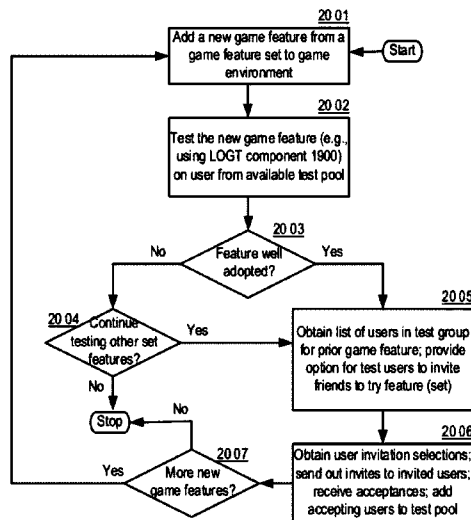 2001
Add a new game feature from a
game feature set to game
environment
Start
2002
Test the new game feature (e.g.,
using LOGT component 1900)
on user from available test pool
2003
No
Feature well
adopted?
Yes
2004
Continue
testing other set
features?
Yes
No
2005
Obtain list of users in test group
for prior game feature; provide
option for test users to invite
friends to try feature (set)
Stop
No
2006
Obtain user invitation selections;
send out invites to invited users;
receive acceptances; add
accepting users to test pool
2007
More new
game features?
Yes